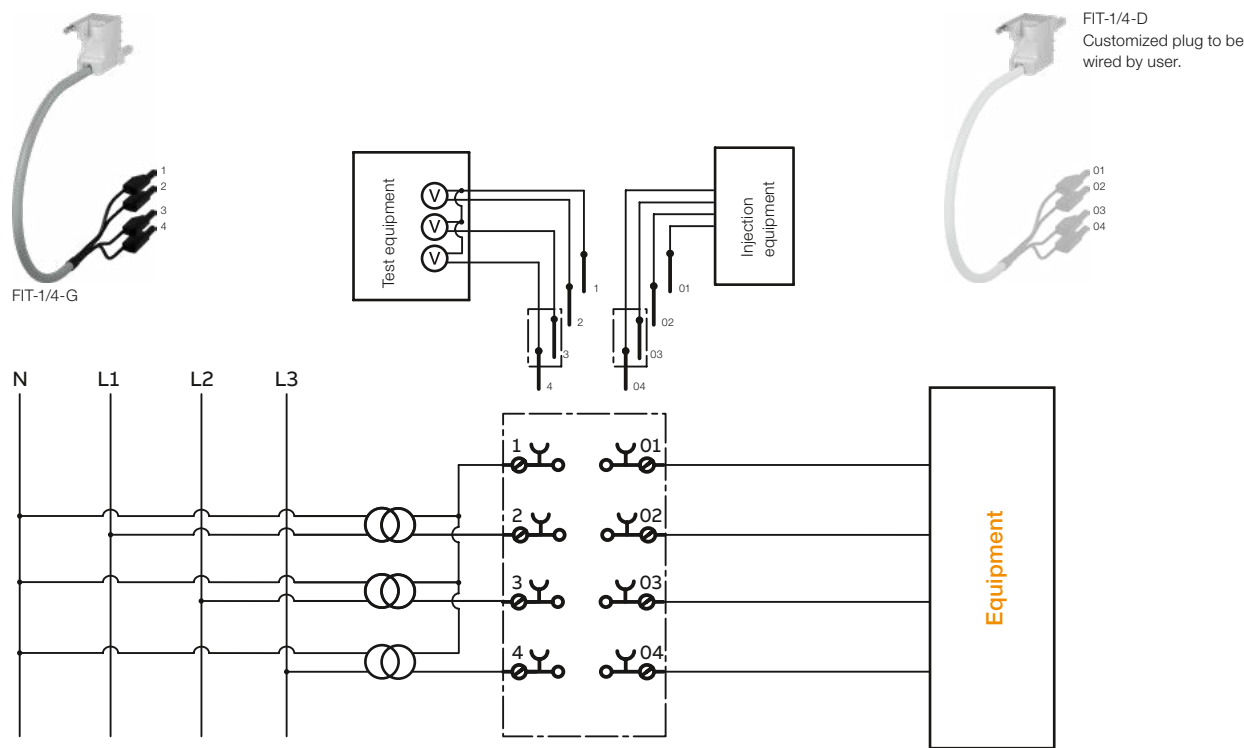 FIT-1/4-D
Customized plug to be
wired by user.
1
2
3
4
FIT-1/4-G
01
02
03
04
Test equipment
V
V
V
Injection
equipment
1
2
3
4
01
02
03
04
N
L1
L2
L3
1
01
2
02
3
03
4
04
Equipment